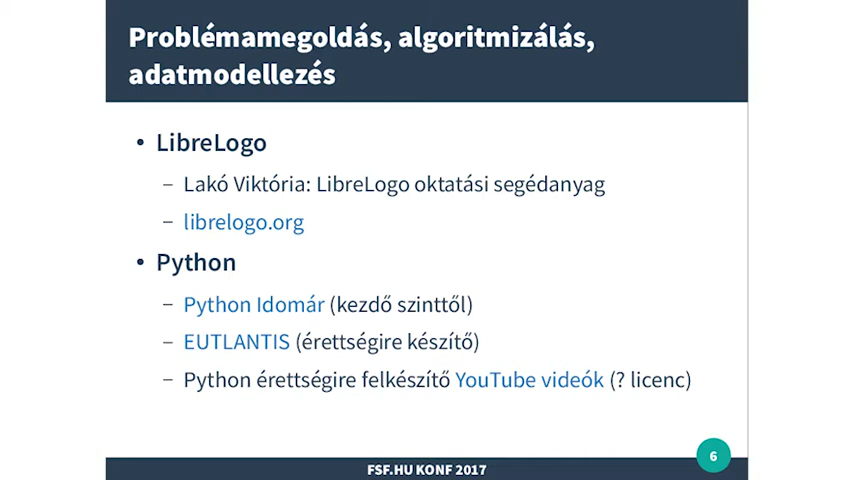 Problémamegoldás, algoritmizálás,
adatmodellezés
• LibreLogo
– Lakó Viktória: LibreLogo oktatási segédanyag
– librelogo.org
• Python
– Python Idomár (kezdő szinttől)
– EUTLANTIS (érettségire készítő)
– Python érettségire felkészítő YouTube videók (? licenc)
6
FSF.HU KONF 2017